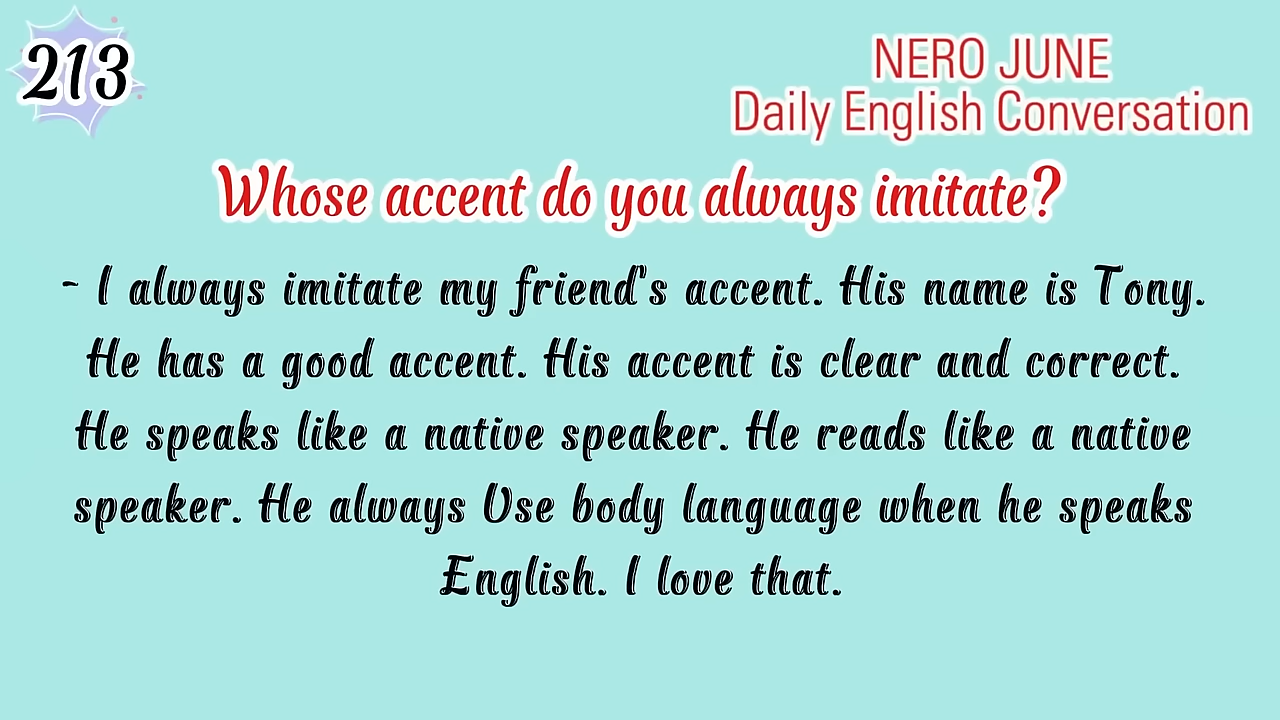 213
NERO JUNE
Daily English Conversation
Whose accent do you always imitate?
- I always imitate my friend's accent. His name is Tony.
He has a good accent. His accent is clear and correct.
He speaks like a native speaker. He reads like a native
speaker. He always Use body language when he speaks
English. I love that.